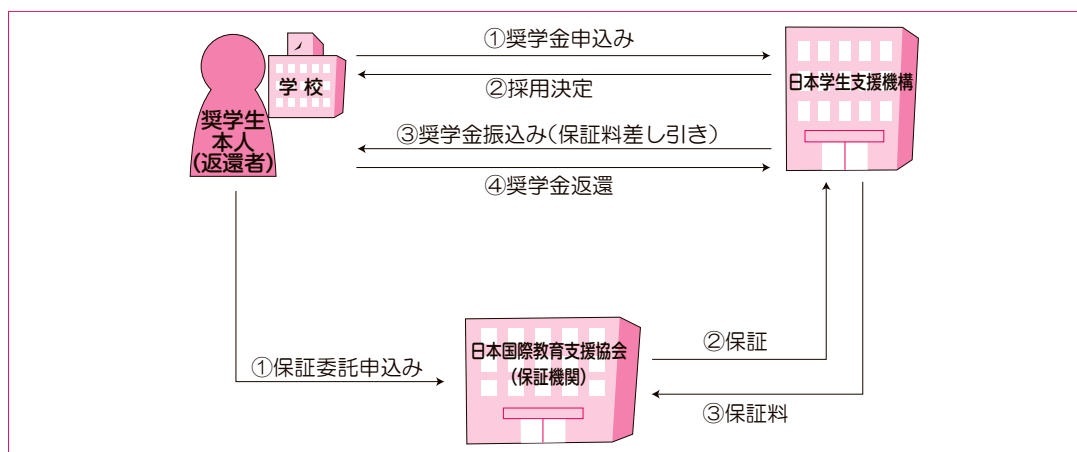 ①奨学金申込み
②採用決定
学校
日本学生支援機構
奨学生
本人
(返還者)
③奨学金振込み(保証料差し引き)
④奨学金返還
①保証委託申込み
日本国際教育支援協会
(保証機関)
②保証
③保証料